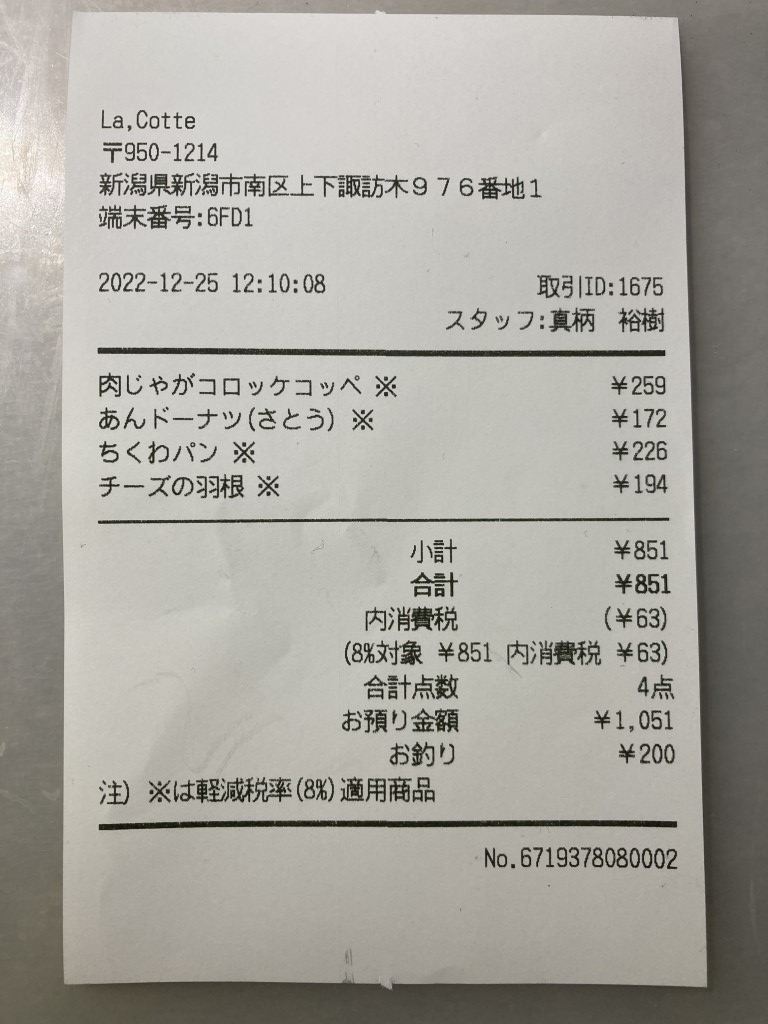 La,Cotte
〒950-1214
新潟県新潟市南区上下諏訪木９７６番地１
端末番号:6FD1
2022-12-25 12:10:08 取引ID:1675
スタッフ:真柄　裕樹
肉じゃがコロッケコッペ ※ ¥259
あんドーナツ(さとう) ※ ¥172
ちくわパン ※ ¥226
チーズの羽根 ※ ¥194
小計 ¥851
合計 ¥851
内消費税 (¥63)
(8%対象 ¥851 内消費税 ¥63)
合計点数 4点
お預り金額 ¥1,051
お釣り ¥200
注) ※は軽減税率(8%)適用商品
No.6719378080002